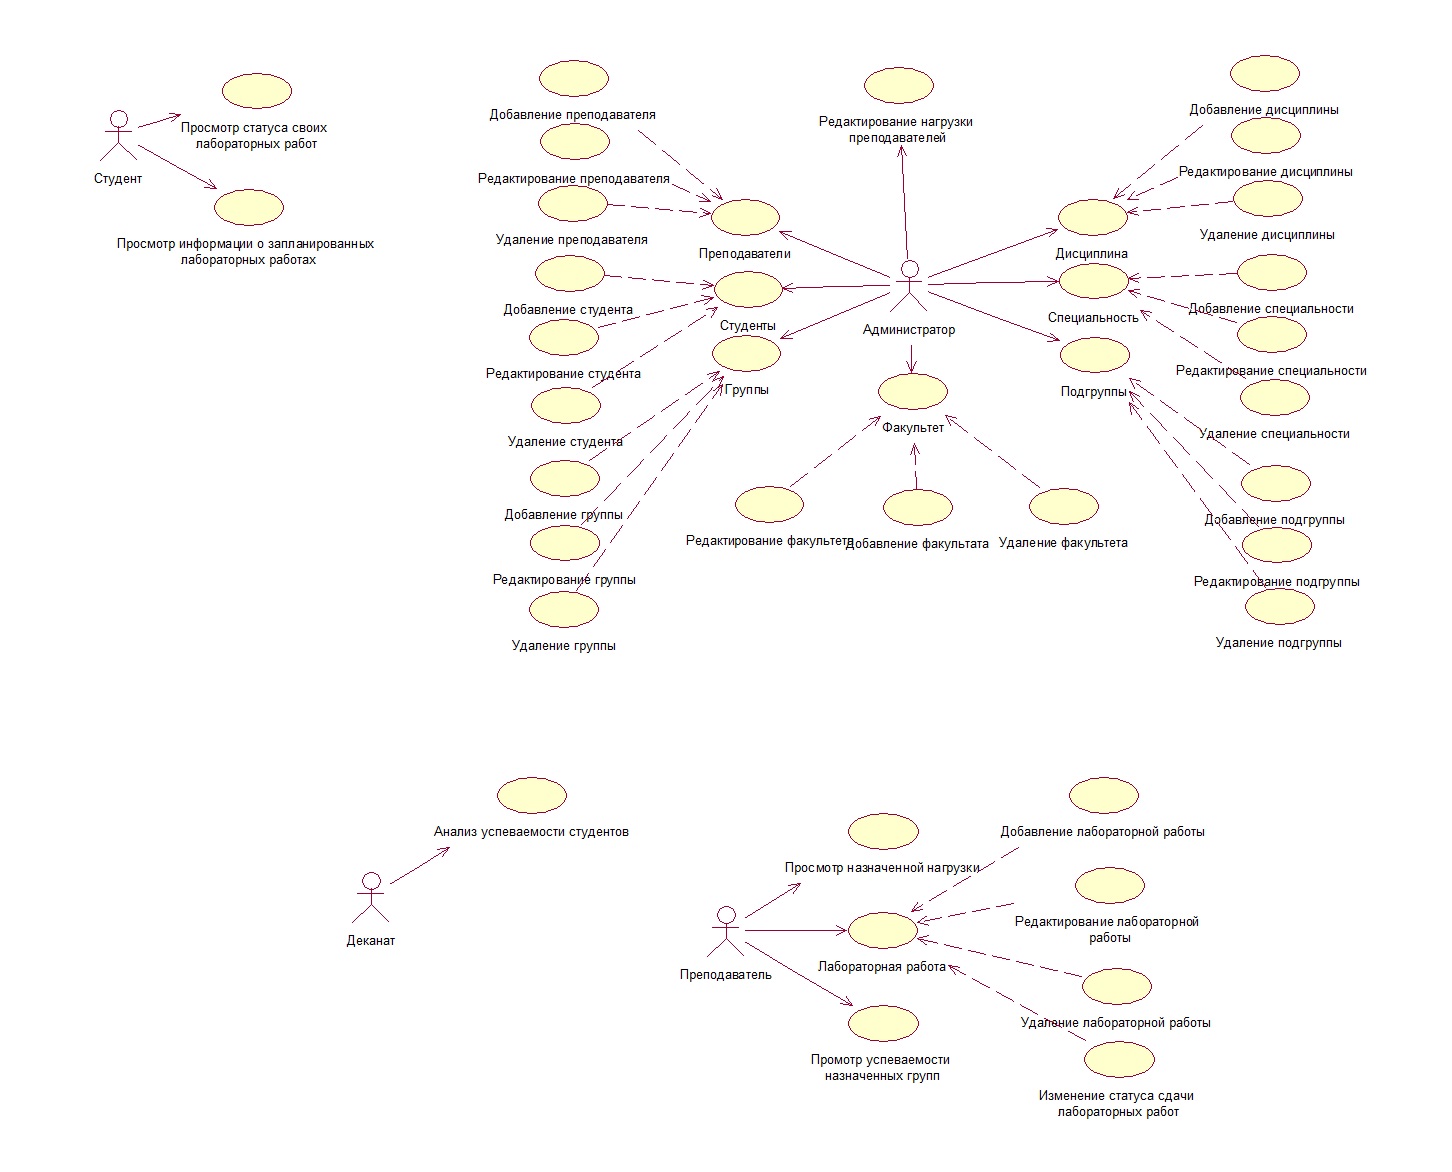 Просмотр статуса своих
лабораторных работ
Студент
Просмотр информации о запланированных
лабораторных работах
Добавление преподавателя
Редактирование преподавателя
Удаление преподавателя
Преподаватели
Добавление студента
Студенты
Редактирование студента
Группы
Удаление студента
Добавление группы
Редактирование группы
Удаление группы
Редактирование нагрузки
преподавателей
Администратор
Факультет
Редактирование факультета
Добавление факультата
Удаление факультета
Добавление дисциплины
Редактирование дисциплины
Удаление дисциплины
Дисциплина
Добавление специальности
Специальность
Редактирование специальности
Подгруппы
Удаление специальности
Добавление подгруппы
Редактирование подгруппы
Удаление подгруппы
Анализ успеваемости студентов
Деканат
Просмотр назначенной нагрузки
Преподаватель
Лабораторная работа
Промотр успеваемости
назначенных групп
Добавление лабораторной работы
Редактирование лабораторной
работы
Удаление лабораторной работы
Изменение статуса сдачи
лабораторных работ